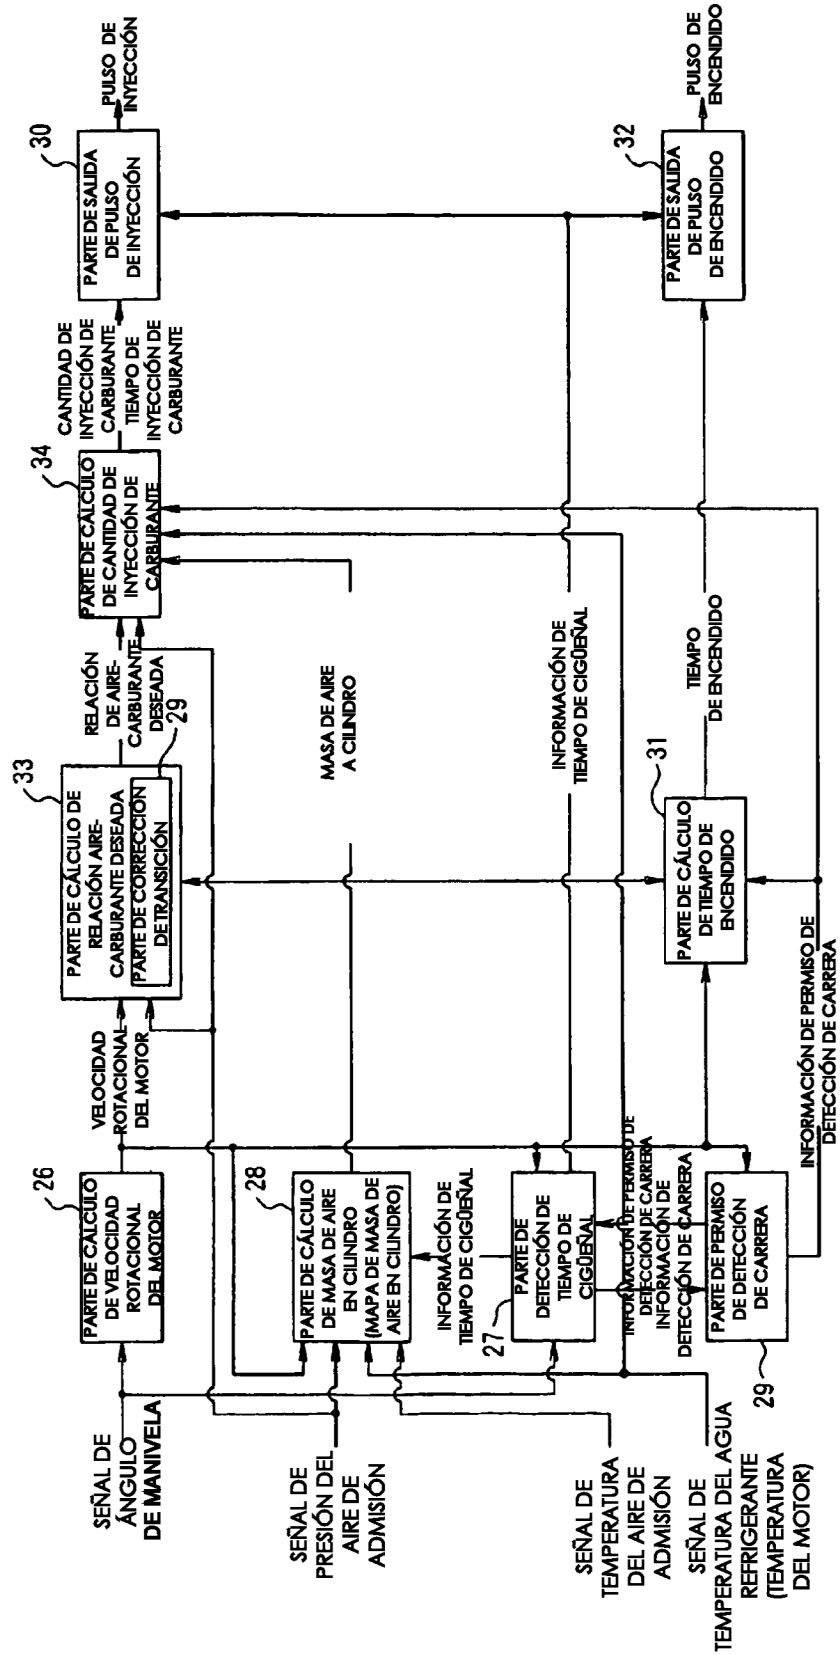 SEÑAL DE
ÁNGULO
DE MANIVELA
SEÑAL DE
PRESIÓN DEL
AIRE DE
ADMISIÓN
SEÑAL DE
TEMPERATURA
DEL AIRE DE
ADMISIÓN
SEÑAL DE
TEMPERATURA DEL AGUA
REFRIGERANTE
(TEMPERATURA
DEL MOTOR)
26
PARTE DE CÁLCULO
DE VELOCIDAD
ROTACIONAL
DEL MOTOR
28
PARTE DE CÁLCULO
DE MASA DE AIRE
EN CILINDRO
(MAPA DE MASA DE
AIRE EN CILINDRO)
INFORMACIÓN DE
TIEMPO DE CIGÜEÑAL
27
PARTE DE
DETECCIÓN DE
TIEMPO DE
CIGÜEÑAL
INFORMACIÓN DE PERMISO DE
DETECCIÓN DE CARRERA
INFORMACIÓN DE
DETECCIÓN DE CARRERA
PARTE DE PERMISO
DE DETECCIÓN
DE CARRERA
29
VELOCIDAD
ROTACIONAL
DEL MOTOR
33
PARTE DE CÁLCULO DE
RELACIÓN AIRE-
CARBURANTE DESEADA
PARTE DE CORRECCIÓN
DE TRANSICIÓN
29
RELACIÓN
DE AIRE-
CARBURANTE
DESEADA
MASA DE AIRE
A CILINDRO
INFORMACIÓN DE
TIEMPO DE CIGÜEÑAL
31
PARTE DE CÁLCULO
DE TIEMPO DE
ENCENDIDO
TIEMPO
DE ENCENDIDO
INFORMACIÓN DE PERMISO DE
DETECCIÓN DE CARRERA
34
PARTE DE CÁLCULO
DE CANTIDAD DE
INYECCIÓN DE
CARBURANTE
CANTIDAD DE
INYECCIÓN DE
CARBURANTE
TIEMPO DE
INYECCIÓN DE
CARBURANTE
30
PARTE DE SALIDA
DE PULSO
DE INYECCIÓN
PULSO DE
INYECCIÓN
32
PARTE DE SALIDA
DE PULSO
DE ENCENDIDO
PULSO DE
ENCENDIDO